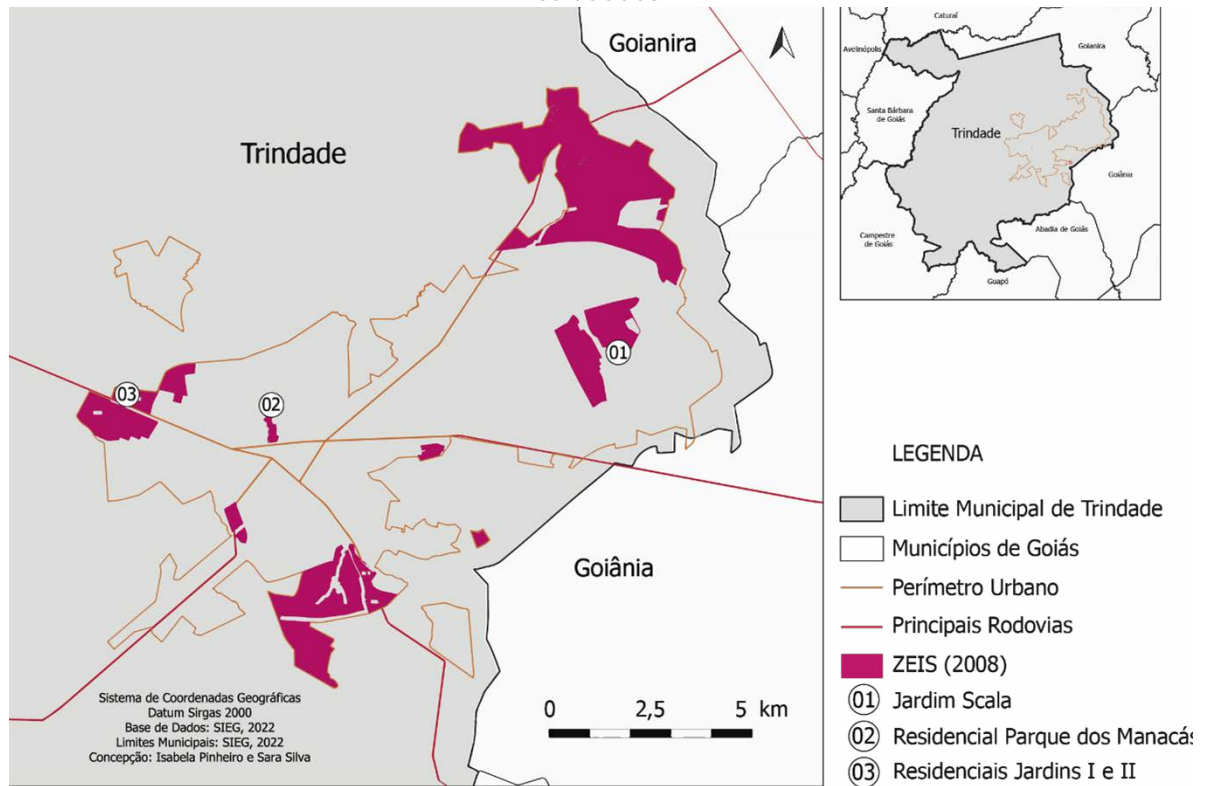 Goianira
Trindade
01
03
02
Goiânia
Sistema de Coordenadas Geográficas
Datum Sirgas 2000
Base de Dados: SIEG, 2022
Limites Municipais: SIEG, 2022
Concepção: Isabela Pinheiro e Sara Silva
0 2,5 5 km
Caturaí
Avelinópolis
Goianira
Santa Bárbara
de Goiás
Trindade
Goiânia
Campestre
de Goiás
Abadia de Goiás
Guapó
LEGENDA
Limite Municipal de Trindade
Municípios de Goiás
Perímetro Urbano
Principais Rodovias
ZEIS (2008)
01 Jardim Scala
02 Residencial Parque dos Manacás
03 Residenciais Jardins I e II